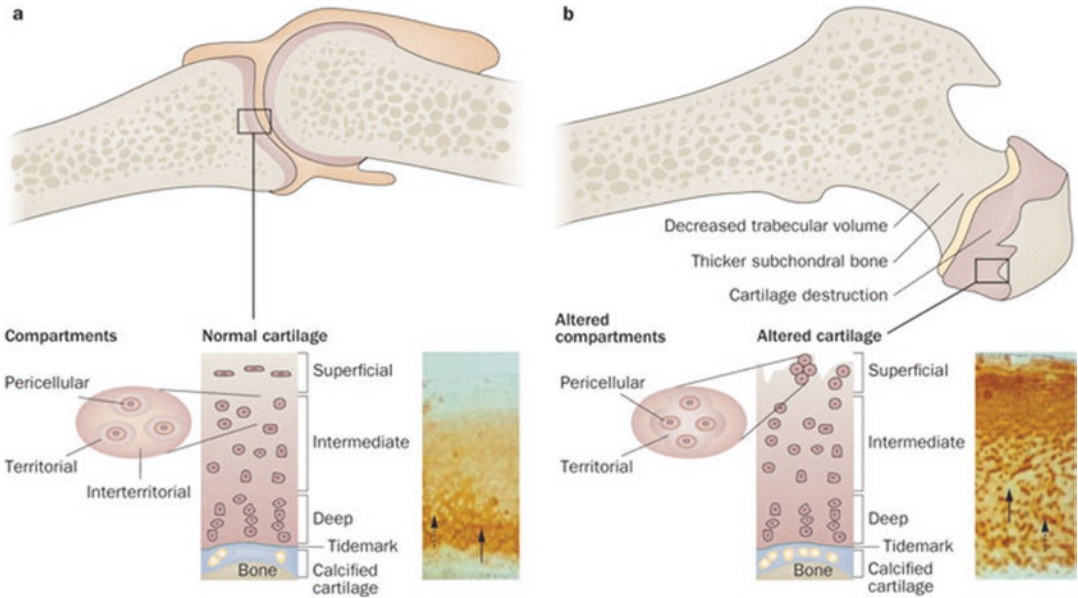 a
Compartments
Normal cartilage
Pericellular
Territorial
Interterritorial
Superficial
Intermediate
Deep
Tidemark
Calcified
cartilage
Bone
b
Decreased trabecular volume
Thicker subchondral bone
Cartilage destruction
Altered
compartments
Altered cartilage
Pericellular
Territorial
Superficial
Intermediate
Deep
Tidemark
Calcified
cartilage
Bone